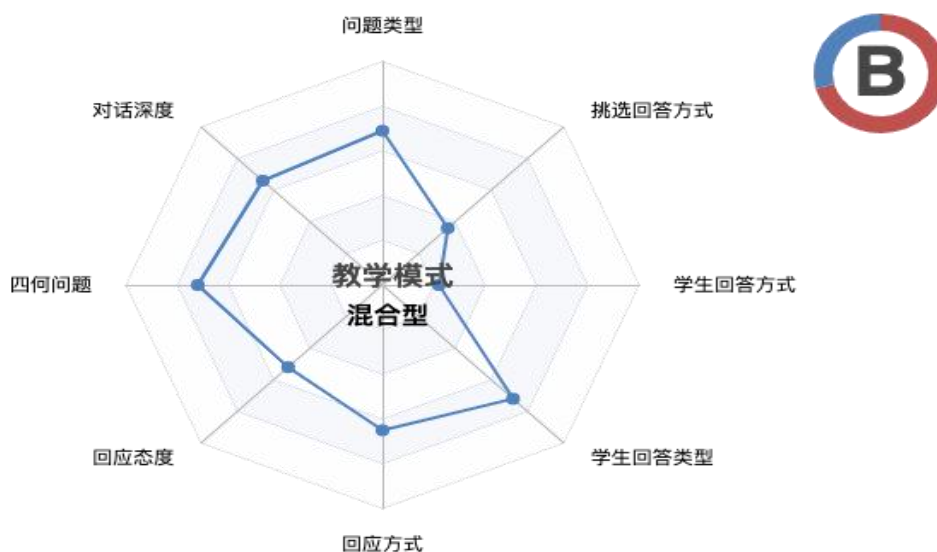 问题类型
B
对话深度
挑选回答方式
四何问题
教学模式
混合型
学生回答方式
回应态度
学生回答类型
回应方式